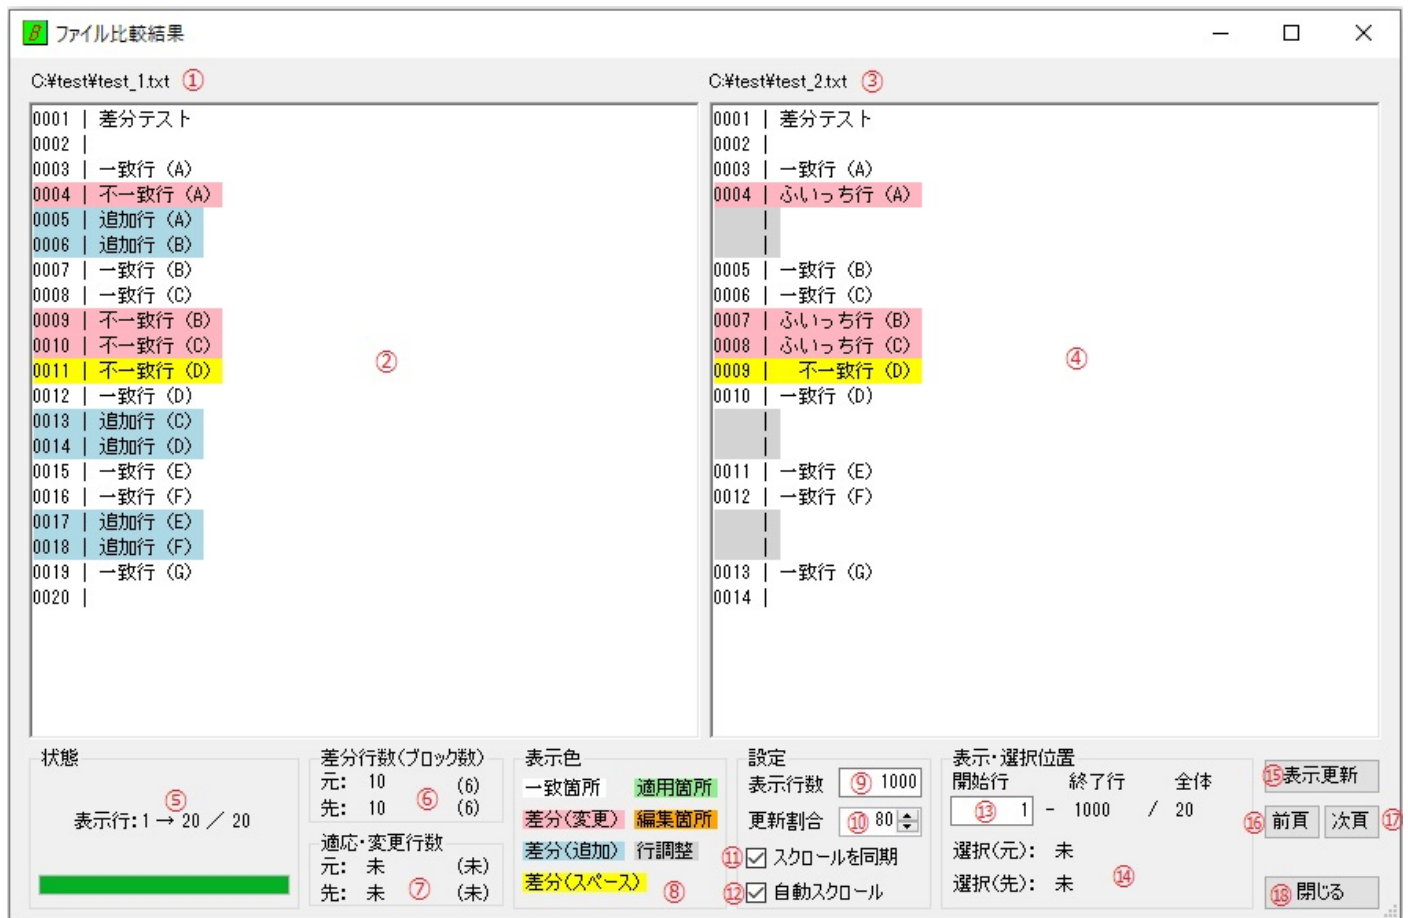 B ファイル比較結果
C:¥test¥test_1.txt ①
0001 | 差分テスト
0002 |
0003 | 一致行 (A)
0004 | 不一致行 (A)
0005 | 追加行 (A)
0006 | 追加行 (B)
0007 | 一致行 (B)
0008 | 一致行 (C)
0009 | 不一致行 (B)
0010 | 不一致行 (C)
0011 | 不一致行 (D)
0012 | 一致行 (D)
0013 | 追加行 (C)
0014 | 追加行 (D)
0015 | 一致行 (E)
0016 | 一致行 (F)
0017 | 追加行 (E)
0018 | 追加行 (F)
0019 | 一致行 (G)
0020 |
②
C:¥test¥test_2.txt ③
0001 | 差分テスト
0002 |
0003 | 一致行 (A)
0004 | ふいっち行 (A)
|
|
0005 | 一致行 (B)
0006 | 一致行 (C)
0007 | ふいっち行 (B)
0008 | ふいっち行 (C)
0009 |   不一致行 (D)
0010 | 一致行 (D)
|
|
0011 | 一致行 (E)
0012 | 一致行 (F)
|
|
0013 | 一致行 (G)
0014 |
④
状態
⑤
表示行:1 → 20 ／ 20
差分行数(ブロック数)
元: 10 (6)
先: 10 ⑥ (6)
適応・変更行数
元: 未 (未)
先: 未 ⑦ (未)
表示色
一致箇所 適用箇所
差分(変更) 編集箇所
差分(追加) 行調整
差分(スペース) ⑧
設定
表示行数 ⑨ 1000
更新割合 ⑩ 80
⑪ スクロールを同期
⑫ 自動スクロール
表示・選択位置
開始行 終了行 全体
⑬ 1 - 1000 / 20
選択(元): 未
選択(先): 未 ⑭
⑮表示更新
⑯ 前頁 次頁 ⑰
⑱ 閉じる